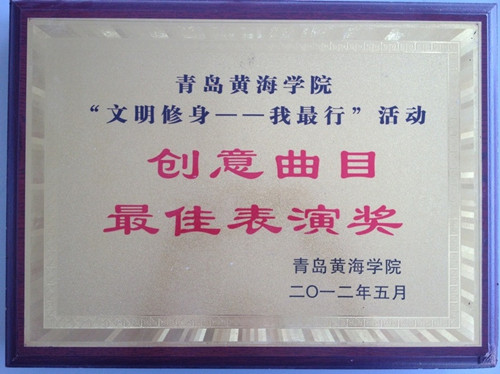 青岛黄海学院
“文明修身——我最行”活动
创意曲目
最佳表演奖
青岛黄海学院
二〇一二年五月